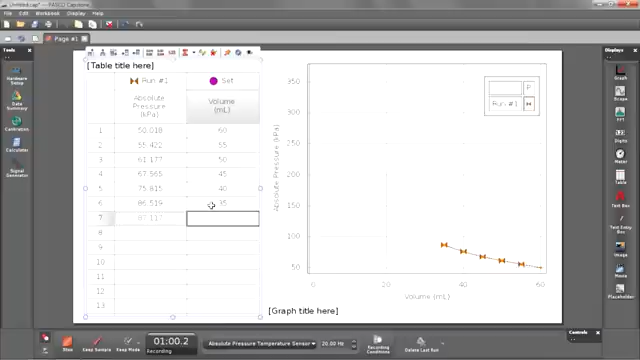 Untitled.cap* - PASCO Capstone
File Edit Workbook Display Help
Page #1
Tools
Hardware Setup
Data Summary
Calibration
Calculator
Signal Generator
[Table title here]
Run #1 Set
Absolute Pressure (kPa) Volume (mL)
1 50.018 60
2 55.422 55
3 61.177 50
4 67.565 45
5 75.815 40
6 86.519 35
7
8
9
10
11
12
13
350
300
250
200
150
100
50
Absolute Pressure (kPa)
P
Run #1
0 20 40 60
Volume (mL)
[Graph title here]
Displays
Graph
Scope
FFT
Digits
Meter
Table
Text Box
Text Entry Box
Image
Movie
Placeholder
Controls
Stop
Keep Sample
Keep Mode
01:00.2
Recording
Absolute Pressure Temperature Sensor
20.00 Hz
Recording Conditions
Delete Last Run